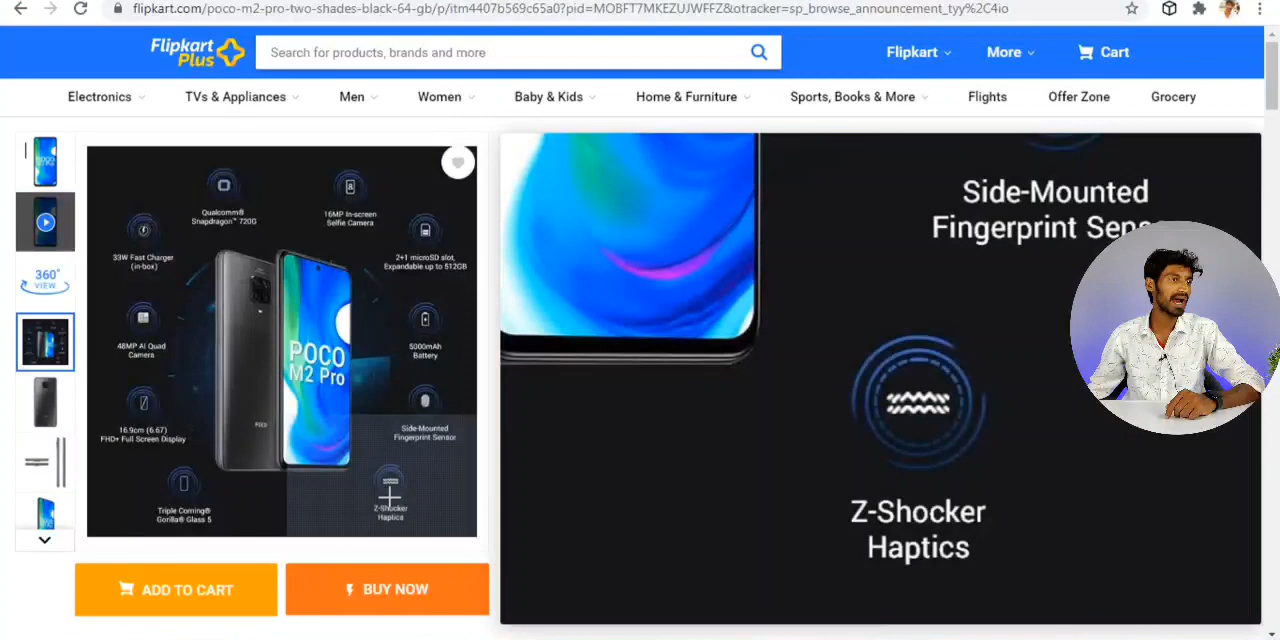 flipkart.com/poco-m2-pro-two-shades-black-64-gb/p/itm4407b569c65a0?pid=MOBFT7MKEZUJWFFZ&otracker=sp_browse_announcement_tyy%2C4io
Flipkart
Plus
Search for products, brands and more
Flipkart
More
Cart
Electronics
TVs & Appliances
Men
Women
Baby & Kids
Home & Furniture
Sports, Books & More
Flights
Offer Zone
Grocery
360°
VIEW
Qualcomm®
Snapdragon™ 720G
16MP In-screen
Selfie Camera
33W Fast Charger
(in-box)
2+1 microSD slot,
Expandable up to 512GB
48MP AI Quad
Camera
5000mAh
Battery
POCO
M2 Pro
POCO
16.9cm (6.67)
FHD+ Full Screen Display
Side-Mounted
Fingerprint Sensor
Triple Corning®
Gorilla® Glass 5
Z-Shocker
Haptics
Side-Mounted
Fingerprint
Z-Shocker
Haptics
ADD TO CART
BUY NOW